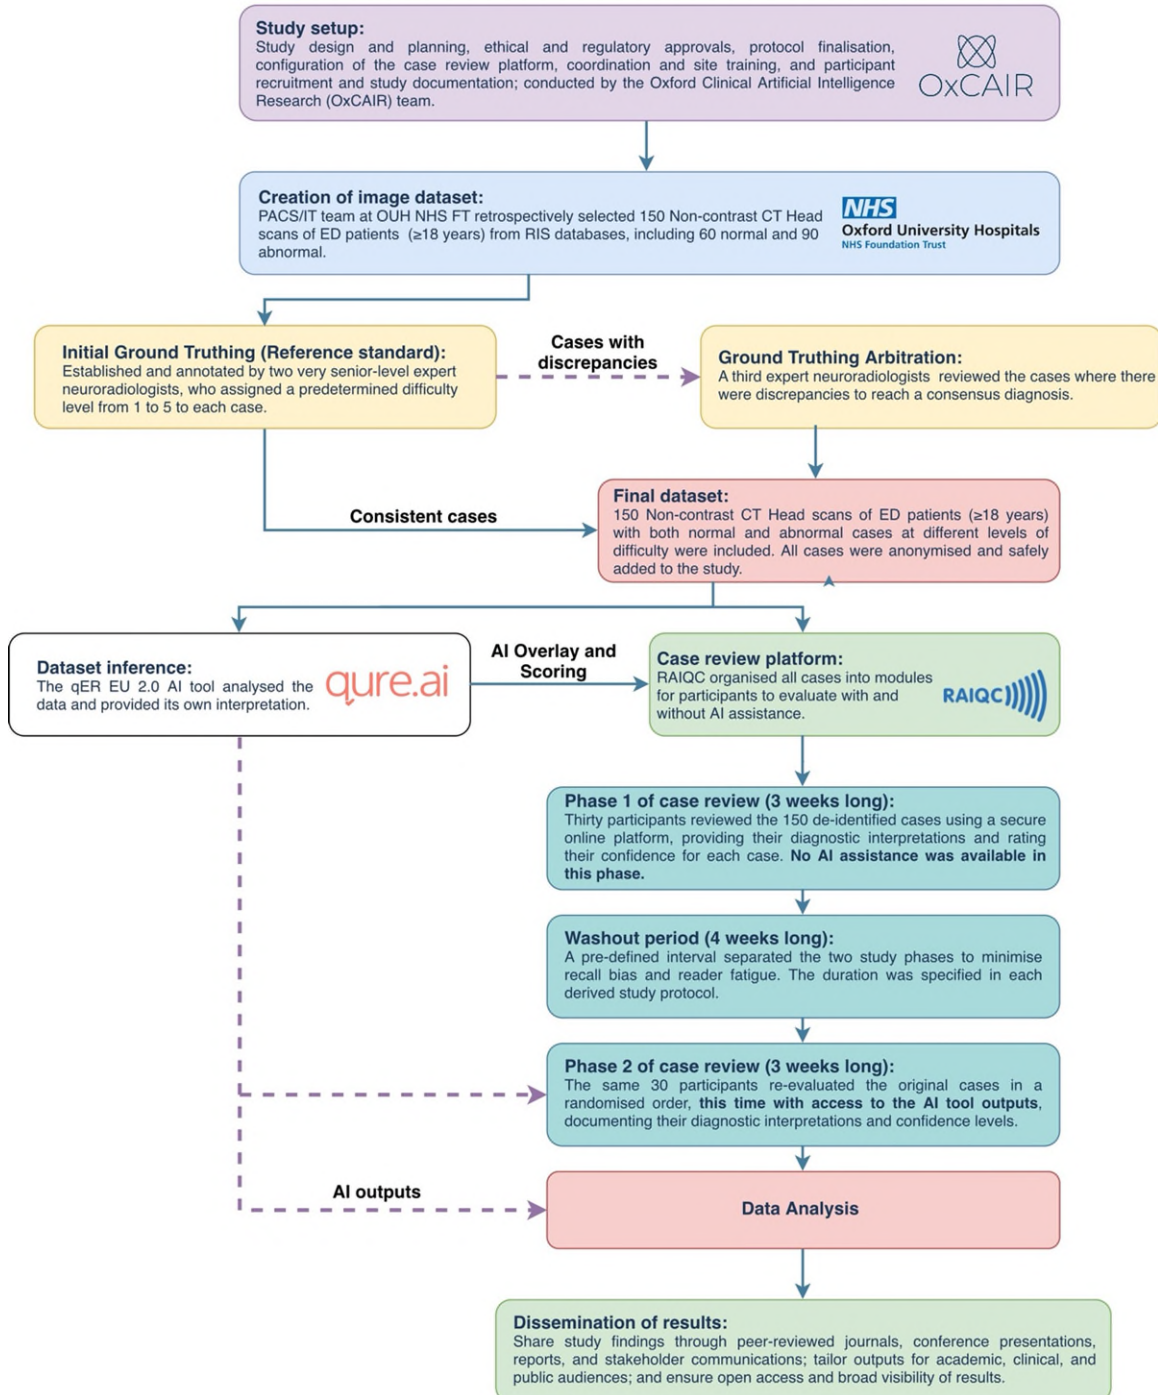 Study setup:
Study design and planning, ethical and regulatory approvals, protocol finalisation,
configuration of the case review platform, coordination and site training, and participant
recruitment and study documentation; conducted by the Oxford Clinical Artificial Intelligence
Research (OxCAIR) team.
OxCAIR
Creation of image dataset:
PACS/IT team at OUH NHS FT retrospectively selected 150 Non-contrast CT Head
scans of ED patients (≥18 years) from RIS databases, including 60 normal and 90
abnormal.
NHS
Oxford University Hospitals
NHS Foundation Trust
Initial Ground Truthing (Reference standard):
Established and annotated by two very senior-level expert
neuroradiologists, who assigned a predetermined difficulty
level from 1 to 5 to each case.
Cases with
discrepancies
Ground Truthing Arbitration:
A third expert neuroradiologists reviewed the cases where there
were discrepancies to reach a consensus diagnosis.
Consistent cases
Final dataset:
150 Non-contrast CT Head scans of ED patients (≥18 years)
with both normal and abnormal cases at different levels of
difficulty were included. All cases were anonymised and safely
added to the study.
Dataset inference:
The qER EU 2.0 AI tool analysed the
data and provided its own interpretation.
qure.ai
AI Overlay and
Scoring
Case review platform:
RAIQC organised all cases into modules
for participants to evaluate with and
without AI assistance.
RAIQC
Phase 1 of case review (3 weeks long):
Thirty participants reviewed the 150 de-identified cases using a secure
online platform, providing their diagnostic interpretations and rating
their confidence for each case. No AI assistance was available in
this phase.
Washout period (4 weeks long):
A pre-defined interval separated the two study phases to minimise
recall bias and reader fatigue. The duration was specified in each
derived study protocol.
Phase 2 of case review (3 weeks long):
The same 30 participants re-evaluated the original cases in a
randomised order, this time with access to the AI tool outputs,
documenting their diagnostic interpretations and confidence levels.
AI outputs
Data Analysis
Dissemination of results:
Share study findings through peer-reviewed journals, conference presentations,
reports, and stakeholder communications; tailor outputs for academic, clinical, and
public audiences; and ensure open access and broad visibility of results.